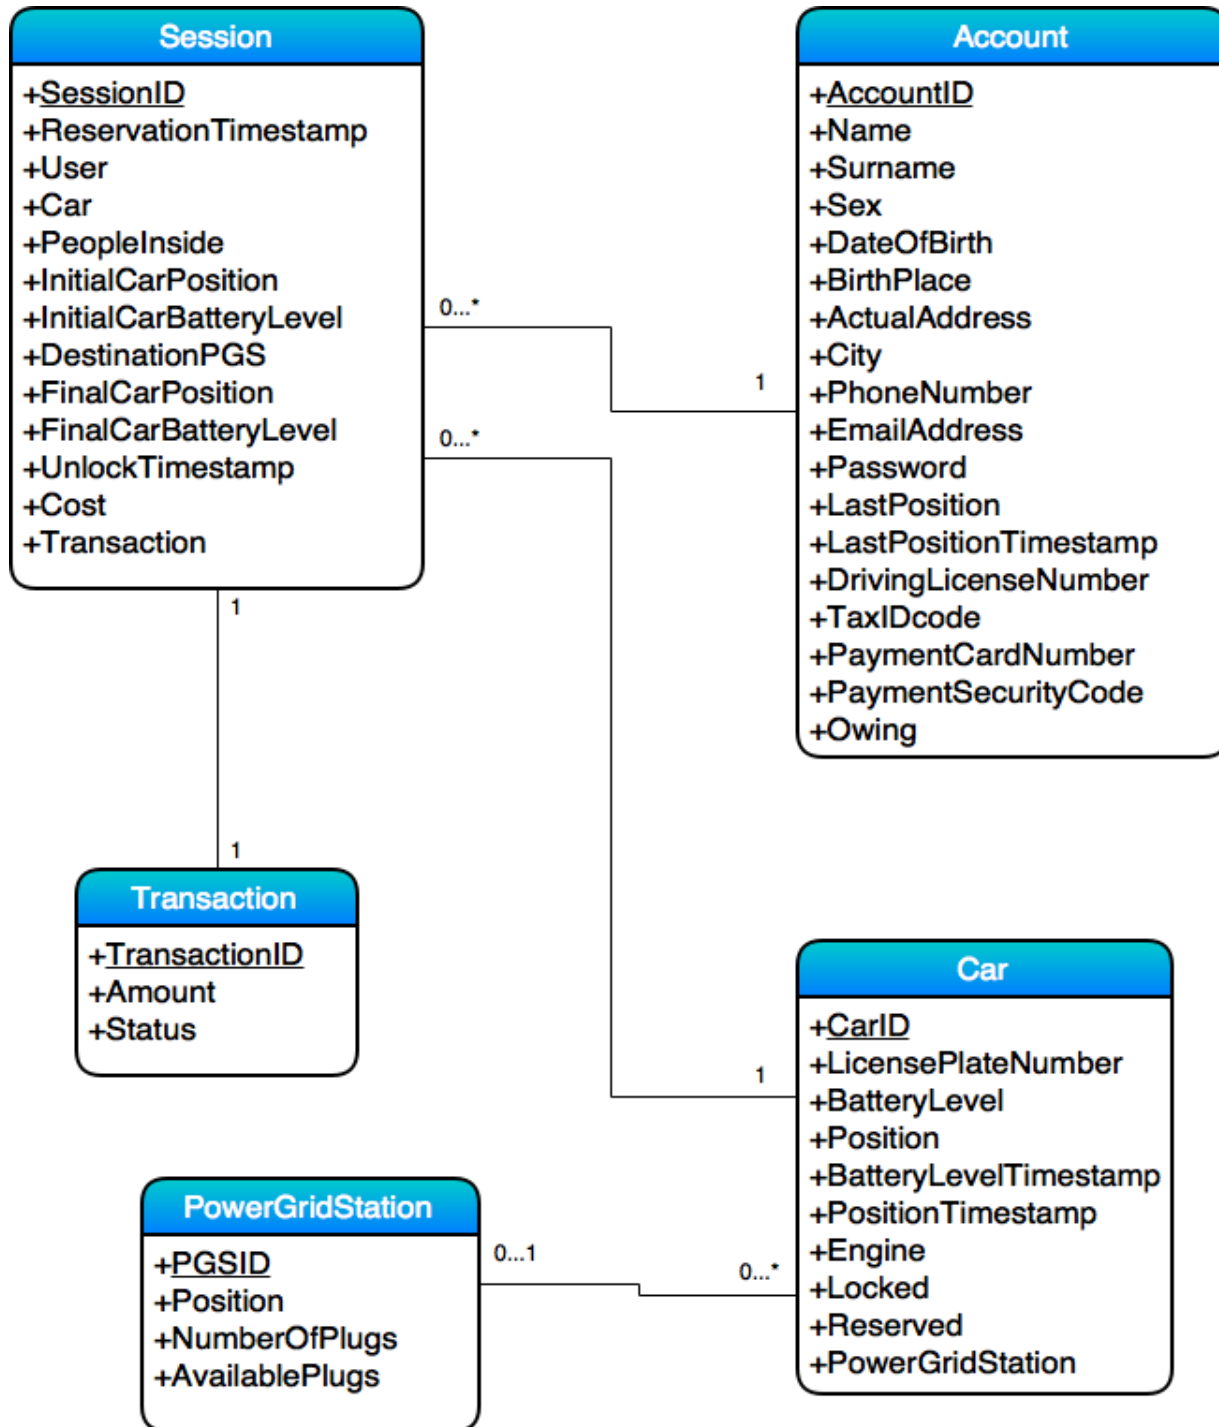 Session
+SessionID
+ReservationTimestamp
+User
+Car
+PeopleInside
+InitialCarPosition
+InitialCarBatteryLevel
+DestinationPGS
+FinalCarPosition
+FinalCarBatteryLevel
+UnlockTimestamp
+Cost
+Transaction
Account
+AccountID
+Name
+Surname
+Sex
+DateOfBirth
+BirthPlace
+ActualAddress
+City
+PhoneNumber
+EmailAddress
+Password
+LastPosition
+LastPositionTimestamp
+DrivingLicenseNumber
+TaxIDcode
+PaymentCardNumber
+PaymentSecurityCode
+Owing
0...*
1
0...*
1
1
1
Transaction
+TransactionID
+Amount
+Status
Car
+CarID
+LicensePlateNumber
+BatteryLevel
+Position
+BatteryLevelTimestamp
+PositionTimestamp
+Engine
+Locked
+Reserved
+PowerGridStation
PowerGridStation
+PGSID
+Position
+NumberOfPlugs
+AvailablePlugs
0...1
0...*